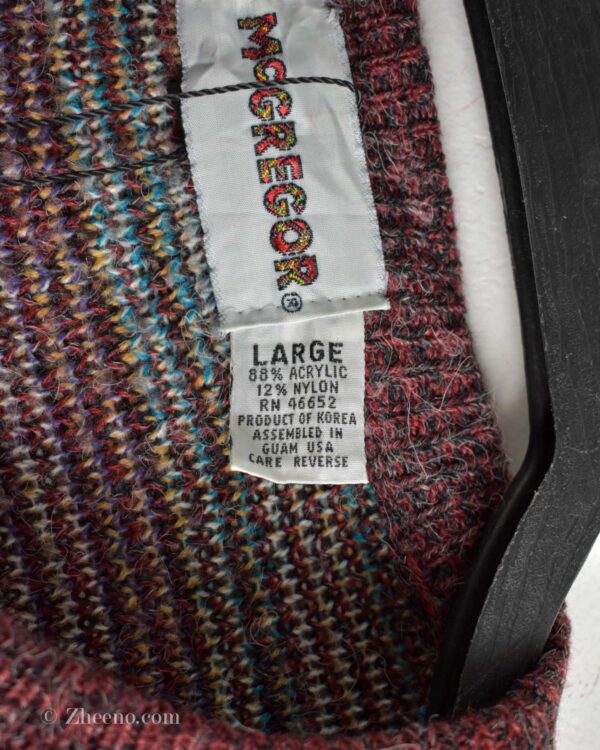 McGREGOR®
LARGE
88% ACRYLIC
12% NYLON
RN 46652
PRODUCT OF KOREA
ASSEMBLED IN
GUAM USA
CARE REVERSE
© Zheeno.com